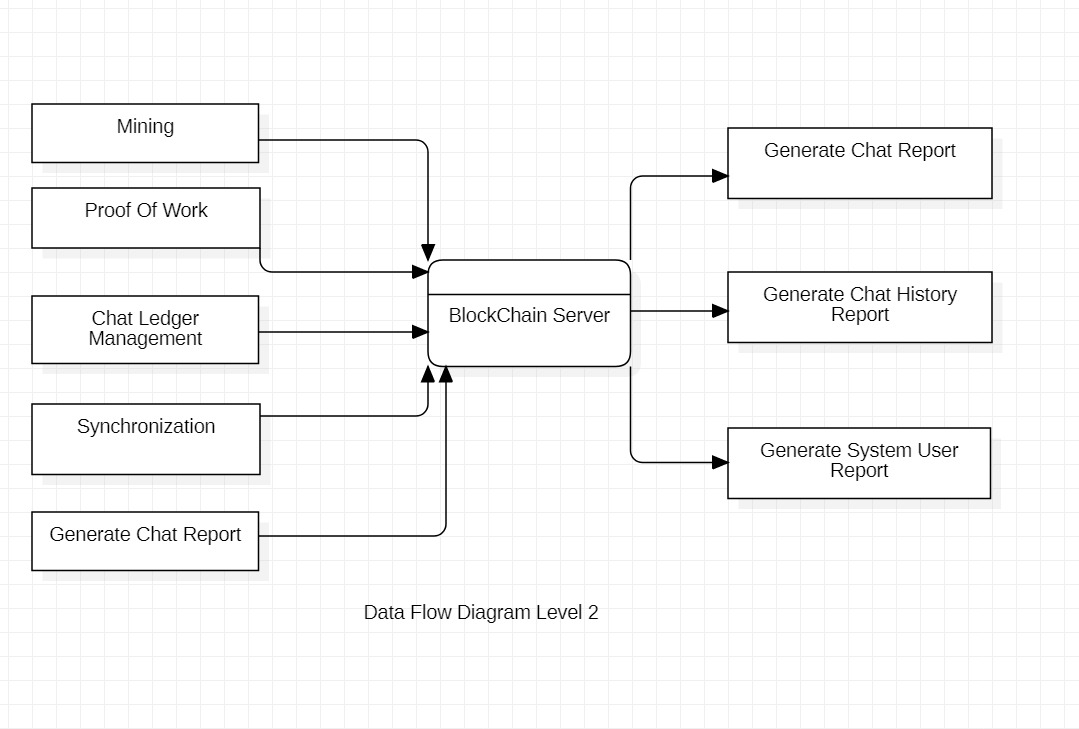 Mining
Proof Of Work
Chat Ledger
Management
Synchronization
Generate Chat Report
BlockChain Server
Generate Chat Report
Generate Chat History
Report
Generate System User
Report
Data Flow Diagram Level 2